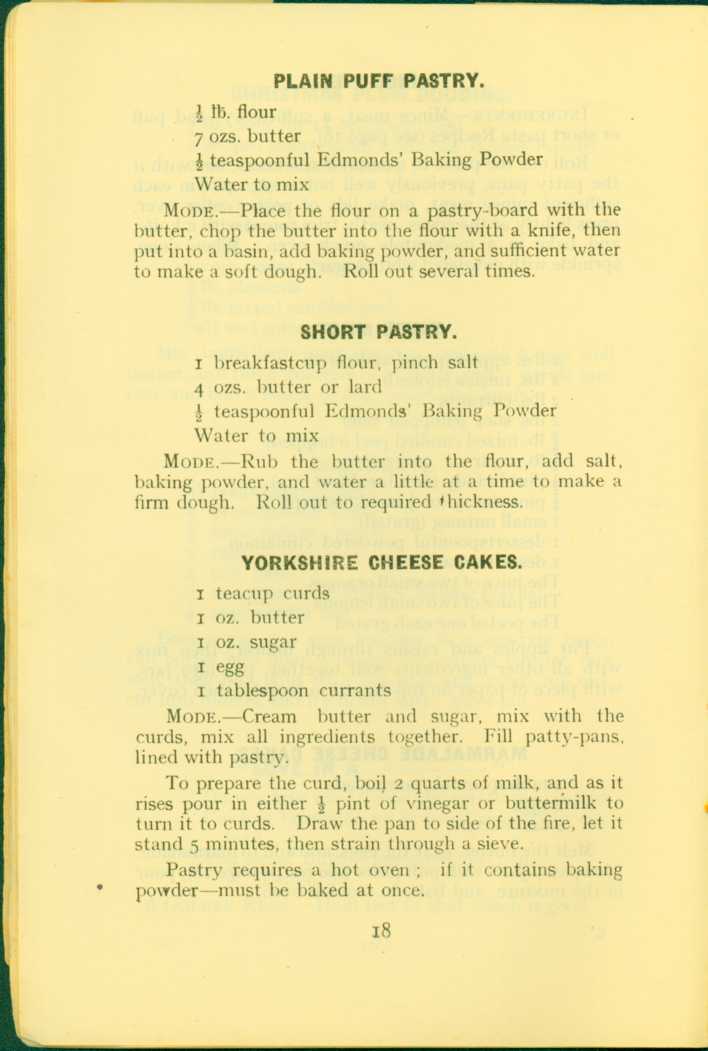 PLAIN PUFF PASTRY.
½ lb. flour
7 ozs. butter
½ teaspoonful Edmonds' Baking Powder
Water to mix
MODE.—Place the flour on a pastry-board with the
butter, chop the butter into the flour with a knife, then
put into a basin, add baking powder, and sufficient water
to make a soft dough. Roll out several times.
SHORT PASTRY.
1 breakfastcup flour, pinch salt
4 ozs. butter or lard
½ teaspoonful Edmonds' Baking Powder
Water to mix
MODE.—Rub the butter into the flour, add salt,
baking powder, and water a little at a time to make a
firm dough. Roll out to required thickness.
YORKSHIRE CHEESE CAKES.
1 teacup curds
1 oz. butter
1 oz. sugar
1 egg
1 tablespoon currants
MODE.—Cream butter and sugar, mix with the
curds, mix all ingredients together. Fill patty-pans,
lined with pastry.
To prepare the curd, boil 2 quarts of milk, and as it
rises pour in either ½ pint of vinegar or buttermilk to
turn it to curds. Draw the pan to side of the fire, let it
stand 5 minutes, then strain through a sieve.
Pastry requires a hot oven; if it contains baking
powder—must be baked at once.
18